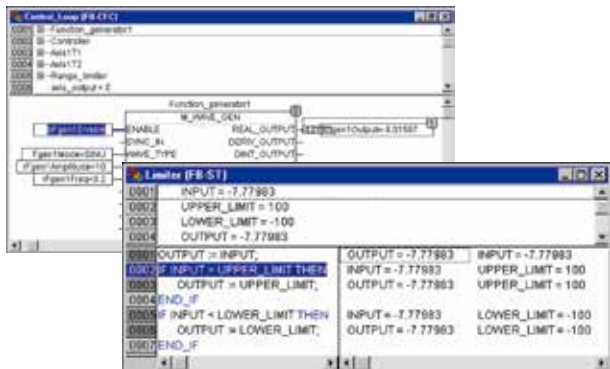 Control_Loop (FB-CFC)
0001 Function_generator1
0002 Controller
0003 Axis1T1
0004 Axis1T2
0005 Range_limiter
0006 axis_output = 0
Function_generator1
M_WAVE_GEN
ENABLE REAL_OUTPUT
SYNC_IN
WAVE_TYPE DINT_OUTPUT
Limiter (FB-ST)
0001 INPUT = -7.77983
0002 UPPER_LIMIT = 100
0003 LOWER_LIMIT = -100
0004 OUTPUT = -7.77983
0001 OUTPUT := INPUT; OUTPUT = -7.77983 INPUT = -7.77983
0002 IF INPUT > UPPER_LIMIT THEN INPUT = -7.77983 UPPER_LIMIT = 100
0003 OUTPUT := UPPER_LIMIT; OUTPUT = -7.77983 UPPER_LIMIT = 100
0004 END_IF
0005 IF INPUT < LOWER_LIMIT THEN INPUT = -7.77983 LOWER_LIMIT = -100
0006 OUTPUT := LOWER_LIMIT; OUTPUT = -7.77983 LOWER_LIMIT = -100
0007 END_IF